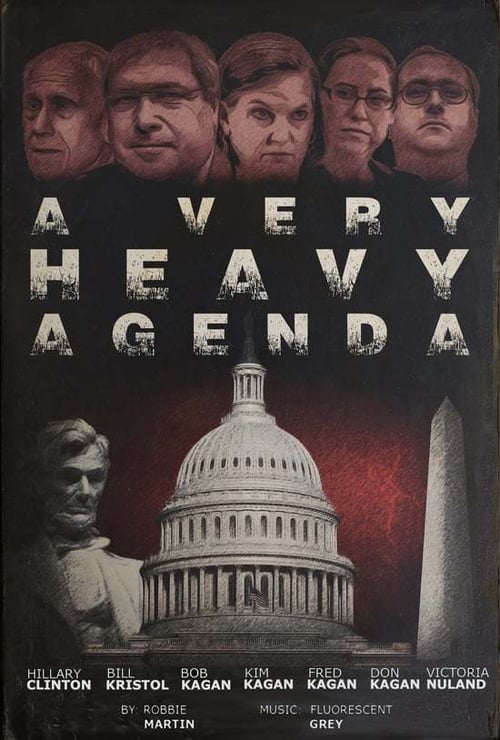 A VERY
HEAVY
AGENDA
HILLARY CLINTON BILL KRISTOL BOB KAGAN KIM KAGAN FRED KAGAN DON KAGAN VICTORIA NULAND
BY: ROBBIE MARTIN MUSIC: FLUORESCENT GREY